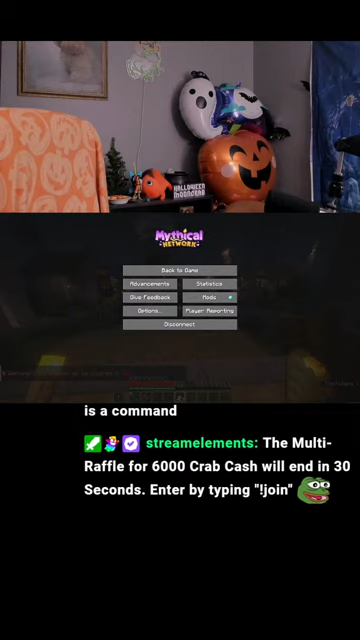 HALLOWEEN
MOONCRAB
Mythical
NETWORK
Back to Game
Advancements
Statistics
Give Feedback
Mods
Options...
Player Reporting
Disconnect
is a command
streamelements: The Multi-
Raffle for 6000 Crab Cash will end in 30
Seconds. Enter by typing "!join"